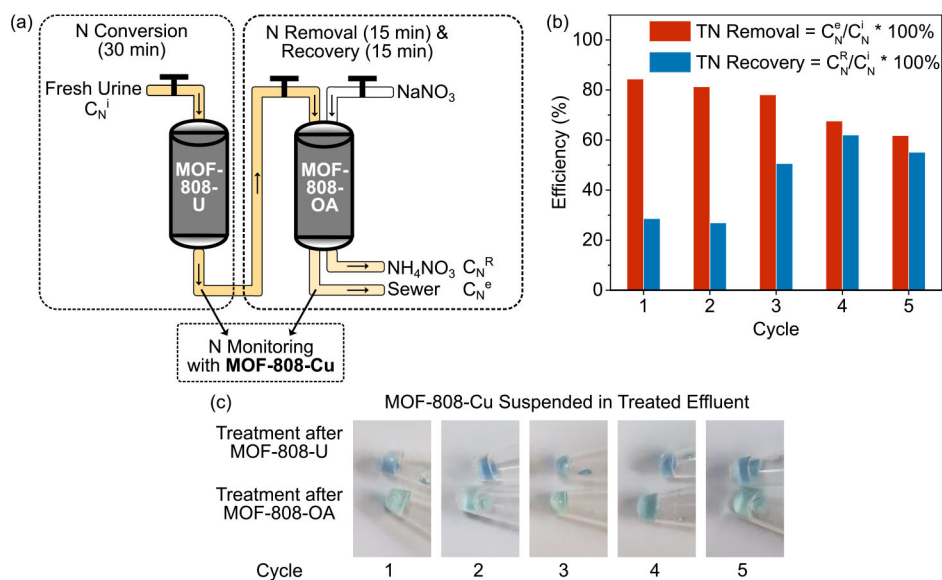 (a)
N Conversion
(30 min)
N Removal (15 min) &
Recovery (15 min)
Fresh Urine
C_N^i
NaNO₃
MOF-
808-
U
MOF-
808-
OA
NH₄NO₃ C_N^R
Sewer C_N^e
N Monitoring
with MOF-808-Cu
(b)
TN Removal = C_N^e/C_N^i * 100%
TN Recovery = C_N^R/C_N^i * 100%
Efficiency (%)
100
80
60
40
20
0
1 2 3 4 5
Cycle
(c)
MOF-808-Cu Suspended in Treated Effluent
Treatment after
MOF-808-U
Treatment after
MOF-808-OA
Cycle 1 2 3 4 5